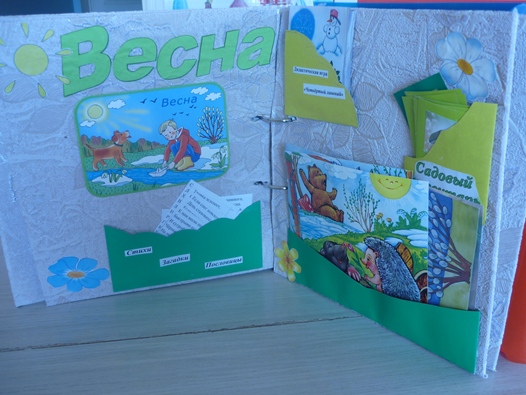 Весна
Весна
Стихи
Загадки
Пословицы
Дидактическая игра
«Четвертый лишний»
Садовый